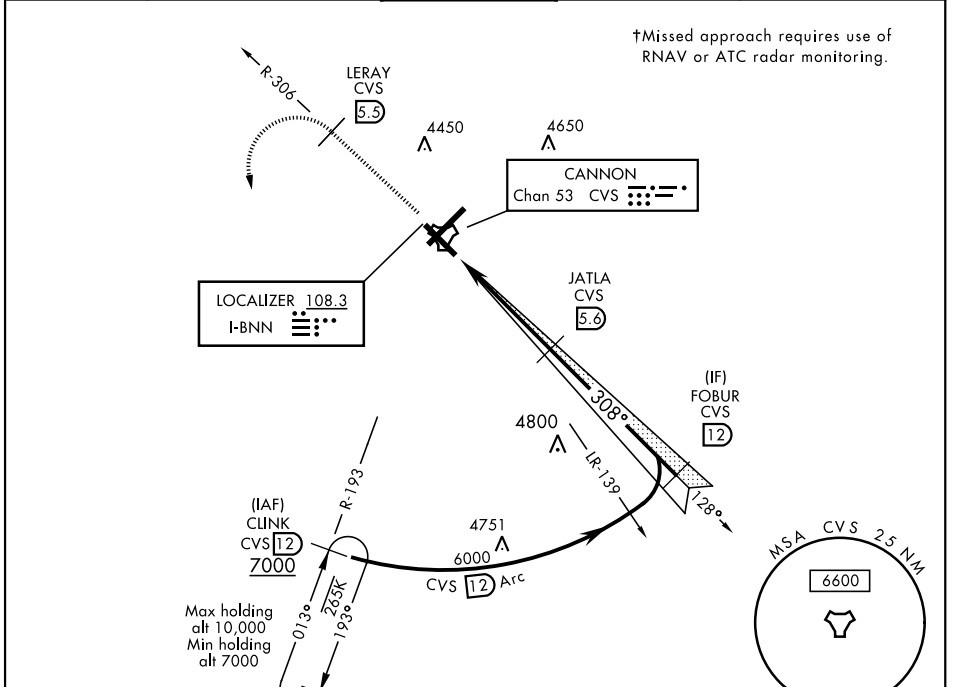 †Missed approach requires use of
RNAV or ATC radar monitoring.
R-306
LERAY
CVS
5.5
4450
4650
CANNON
Chan 53 CVS
LOCALIZER 108.3
I-BNN
JATLA
CVS
5.6
(IF)
FOBUR
CVS
12
308°
4800
LR-139
128°
R-193
(IAF)
CLINK
CVS 12
7000
4751
6000
CVS 12 Arc
265K
013°
193°
Max holding
alt 10,000
Min holding
alt 7000
MSA CVS 25 NM
6600